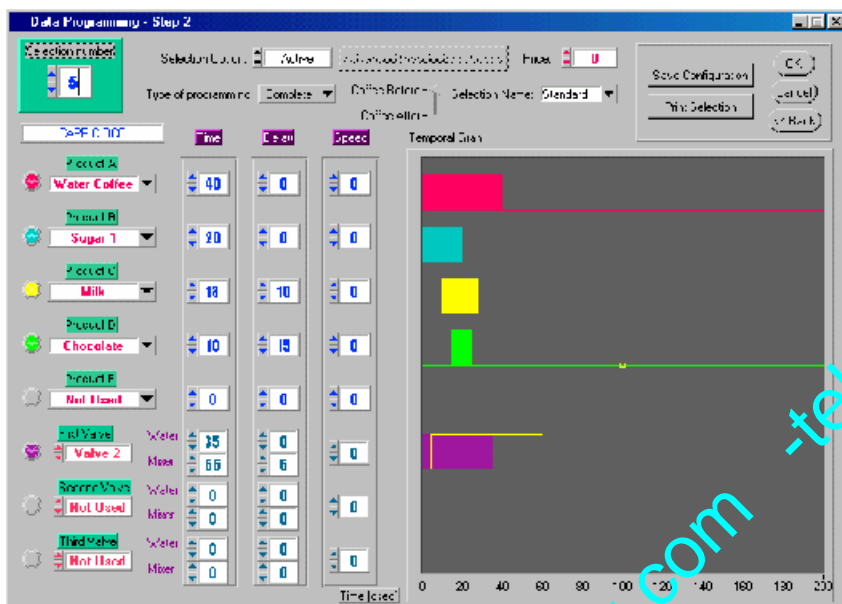 Data Programming - Step 2
Selection number
5
Selection Option: Active
Price: 0
Type of programming Complete
Coffee Before
Coffee After
Selection Name: Standard
Save Configuration
Print Selection
OK
Cancel
<< Back
Time Delay Speed
Temporal Graph
Product A
Water Coffee 40 0 0
Product B
Sugar 1 20 0 0
Product C
Milk 18 10 0
Product D
Chocolate 10 15 0
Product E
Not Used 0 0 0
First Valve
Valve 2
Water 35 0
Mixer 55 5
0
Second Valve
Not Used
Water 0 0
Mixer 0 0
0
Third Valve
Not Used
Water 0 0
Mixer 0 0
0
0 20 40 60 80 100 120 140 160 180 200
-tel
com